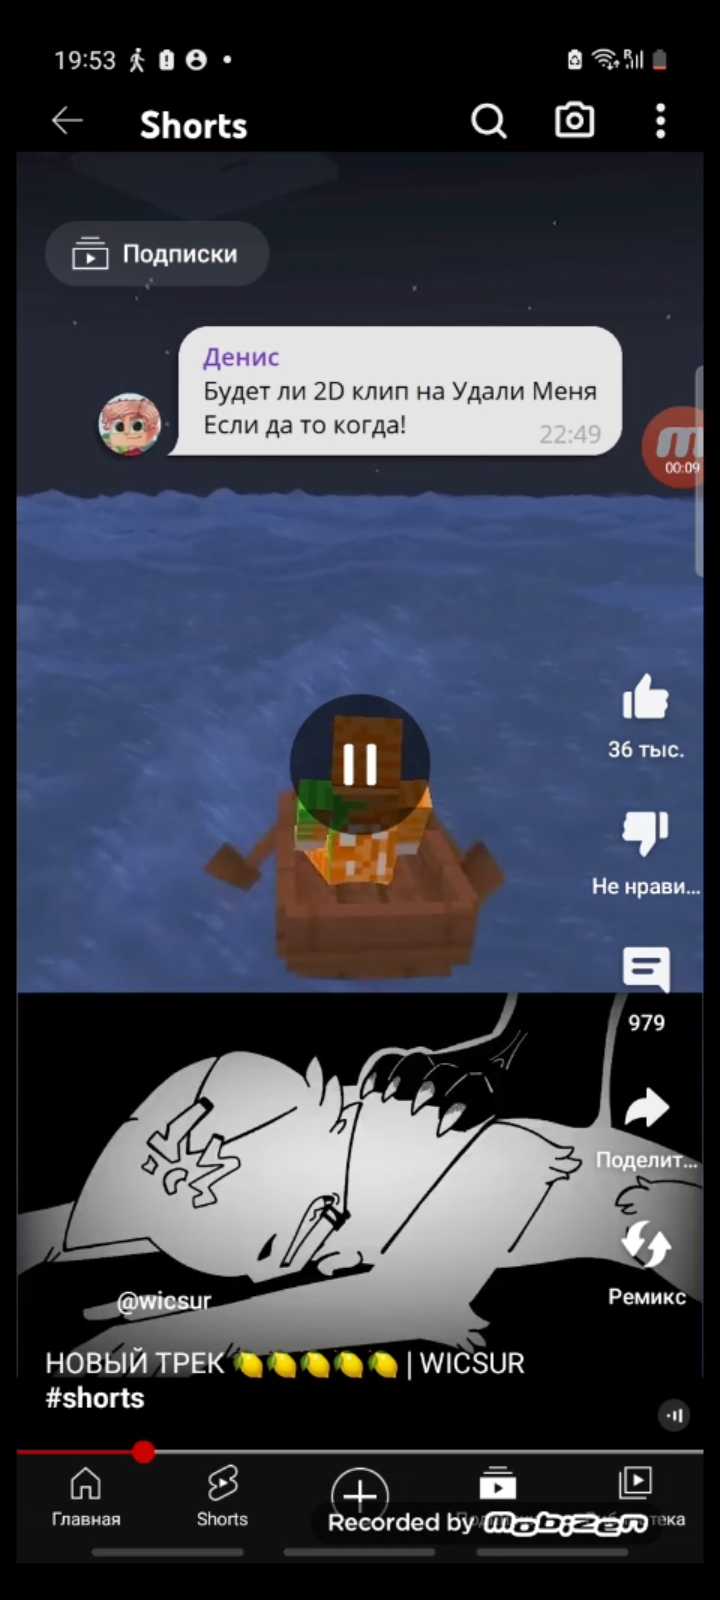 19:53
Shorts
Подписки
Денис
Будет ли 2D клип на Удали Меня
Если да то когда!
22:49
00:09
36 тыс.
Не нрави...
979
Поделит...
Ремикс
@wicsur
НОВЫЙ ТРЕК 🍋🍋🍋🍋🍋 | WICSUR
#shorts
Главная
Shorts
Recorded by Mobizen